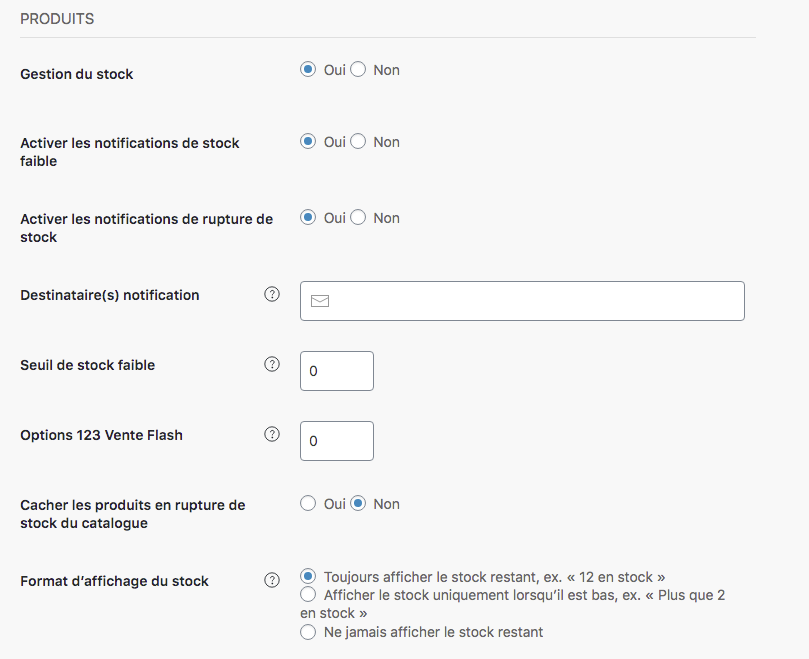 PRODUITS
Gestion du stock
Oui Non
Activer les notifications de stock
faible
Oui Non
Activer les notifications de rupture de
stock
Oui Non
Destinataire(s) notification ?
Seuil de stock faible ?
0
Options 123 Vente Flash ?
0
Cacher les produits en rupture de
stock du catalogue
Oui Non
Format d’affichage du stock ?
Toujours afficher le stock restant, ex. « 12 en stock »
Afficher le stock uniquement lorsqu’il est bas, ex. « Plus que 2
en stock »
Ne jamais afficher le stock restant